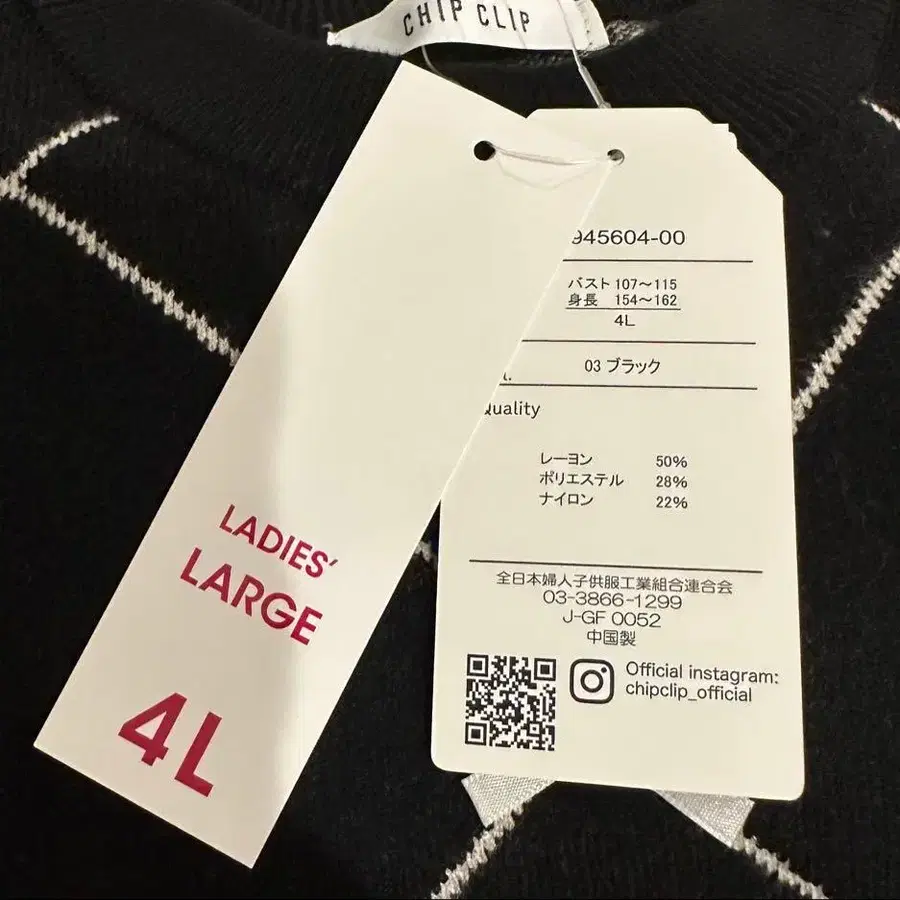 CHIP CLIP
LADIES'
LARGE
4L
945604-00
バスト 107～115
身長 154～162
4L
03 ブラック
Quality
レーヨン 50%
ポリエステル 28%
ナイロン 22%
全日本婦人子供服工業組合連合会
03-3866-1299
J-GF 0052
中国製
Official instagram:
chipclip_official